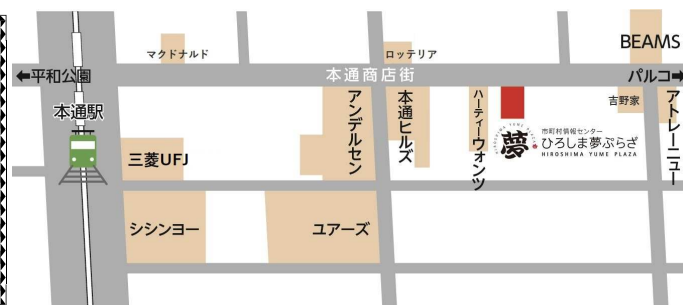 BEAMS
マクドナルド
ロッテリア
←平和公園
本通商店街
パルコ→
本通駅
三菱UFJ
アンデルセン
本通ヒルズ
ハーティーウォンツ
夢
市町村情報センター
ひろしま夢ぷらざ
HIROSHIMA YUME PLAZA
吉野家
アトレーニュー
シシンヨー
ユアーズ